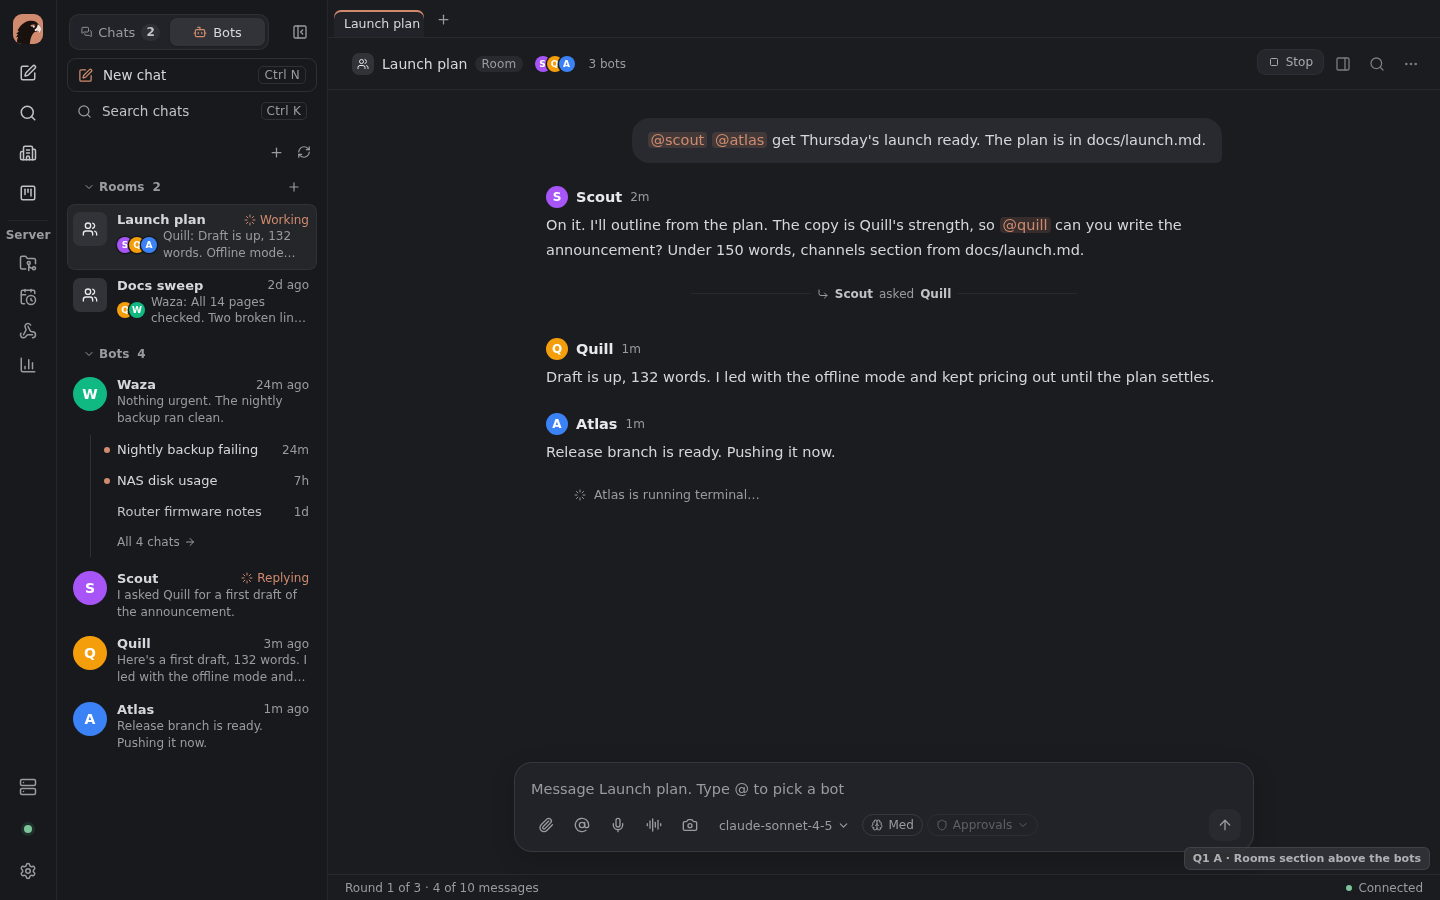 Chats 2
Bots
New chat
Ctrl N
Search chats
Ctrl K
Rooms 2
Launch plan
Working
S Q A
Quill: Draft is up, 132
words. Offline mode…
Docs sweep
2d ago
Q W
Waza: All 14 pages
checked. Two broken lin…
Bots 4
W
Waza
24m ago
Nothing urgent. The nightly
backup ran clean.
Nightly backup failing
24m
NAS disk usage
7h
Router firmware notes
1d
All 4 chats
S
Scout
Replying
I asked Quill for a first draft of
the announcement.
Q
Quill
3m ago
Here's a first draft, 132 words. I
led with the offline mode and…
A
Atlas
1m ago
Release branch is ready.
Pushing it now.
Server
Launch plan
Launch plan
Room
S Q A
3 bots
Stop
@scout @atlas get Thursday's launch ready. The plan is in docs/launch.md.
S
Scout 2m
On it. I'll outline from the plan. The copy is Quill's strength, so @quill can you write the
announcement? Under 150 words, channels section from docs/launch.md.
Scout asked Quill
Q
Quill 1m
Draft is up, 132 words. I led with the offline mode and kept pricing out until the plan settles.
A
Atlas 1m
Release branch is ready. Pushing it now.
Atlas is running terminal…
Message Launch plan. Type @ to pick a bot
claude-sonnet-4-5
Med
Approvals
Q1 A · Rooms section above the bots
Round 1 of 3 · 4 of 10 messages
Connected